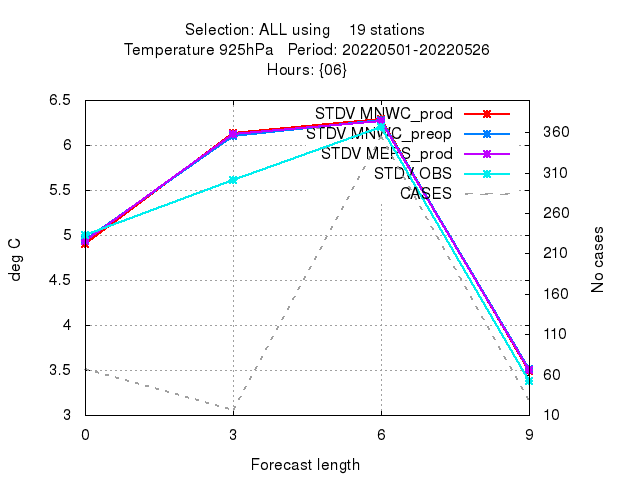 Selection: ALL using 19 stations
Temperature 925hPa Period: 20220501-20220526
Hours: {06}
STDV MNWC_prod
STDV MNWC_preop
STDV MEPS_prod
STDV OBS
CASES
6.5
6
5.5
5
4.5
4
3.5
3
360
310
260
210
160
110
60
10
deg C
No cases
0 3 6 9
Forecast length